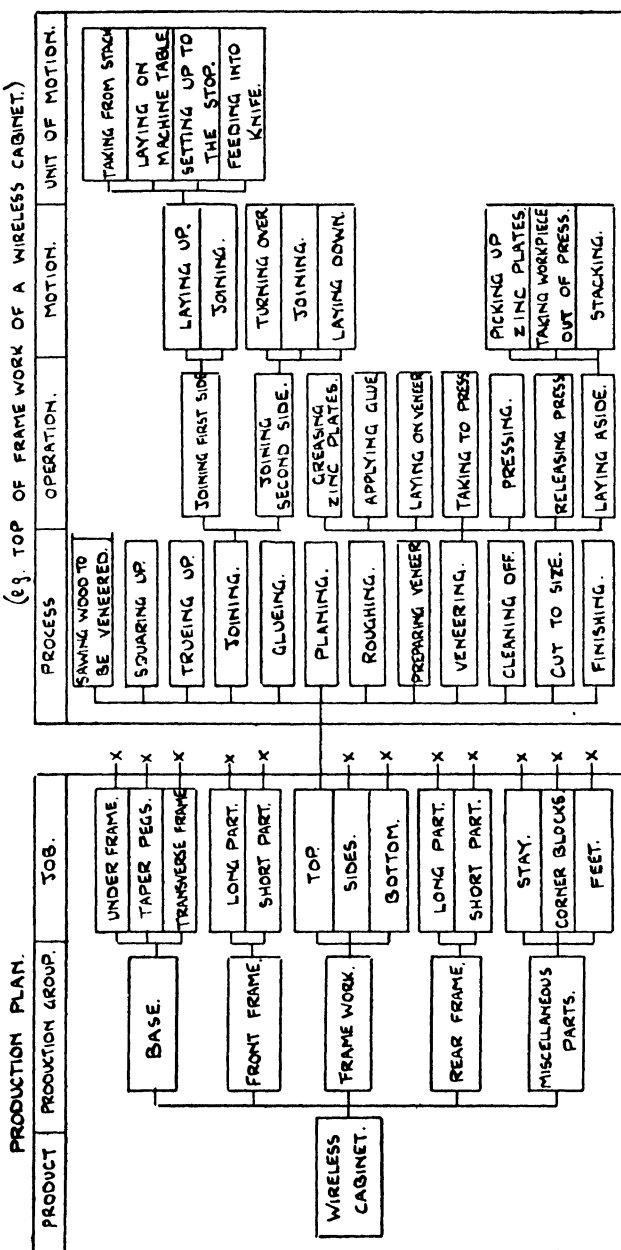 PRODUCTION PLAN.
(eg. TOP OF FRAME WORK OF A WIRELESS CABINET.)
PRODUCT
PRODUCTION GROUP.
JOB.
PROCESS
OPERATION.
MOTION.
UNIT OF MOTION.
WIRELESS
CABINET.
BASE.
FRONT FRAME.
FRAME WORK.
REAR FRAME.
MISCELLANEOUS
PARTS.
UNDER FRAME.
TAPER PEGS.
TRANSVERSE FRAME
LONG PART.
SHORT PART.
TOP.
SIDES.
BOTTOM.
LONG PART.
SHORT PART.
STAY.
CORNER BLOCKS.
FEET.
X
X
X
X
X
X
X
X
X
X
X
X
SAWING WOOD TO
BE VENEERED.
SQUARING UP.
TRUEING UP.
JOINING.
GLUEING.
PLANING.
ROUGHING.
PREPARING VENEER
VENEERING.
CLEANING OFF.
CUT TO SIZE.
FINISHING.
JOINING FIRST SIDE
JOINING
SECOND SIDE.
GREASING
ZINC PLATES.
APPLYING GLUE
LAYING ON VENEER
TAKING TO PRESS
PRESSING.
RELEASING PRESS
LAYING ASIDE.
LAYING UP.
JOINING.
TURNING OVER
JOINING.
LAYING DOWN.
PICKING UP
ZINC PLATES.
TAKING WORKPIECE
OUT OF PRESS.
STACKING.
TAKING FROM STACK
LAYING ON
MACHINE TABLE
SETTING UP TO
THE STOP.
FEEDING INTO
KNIFE.